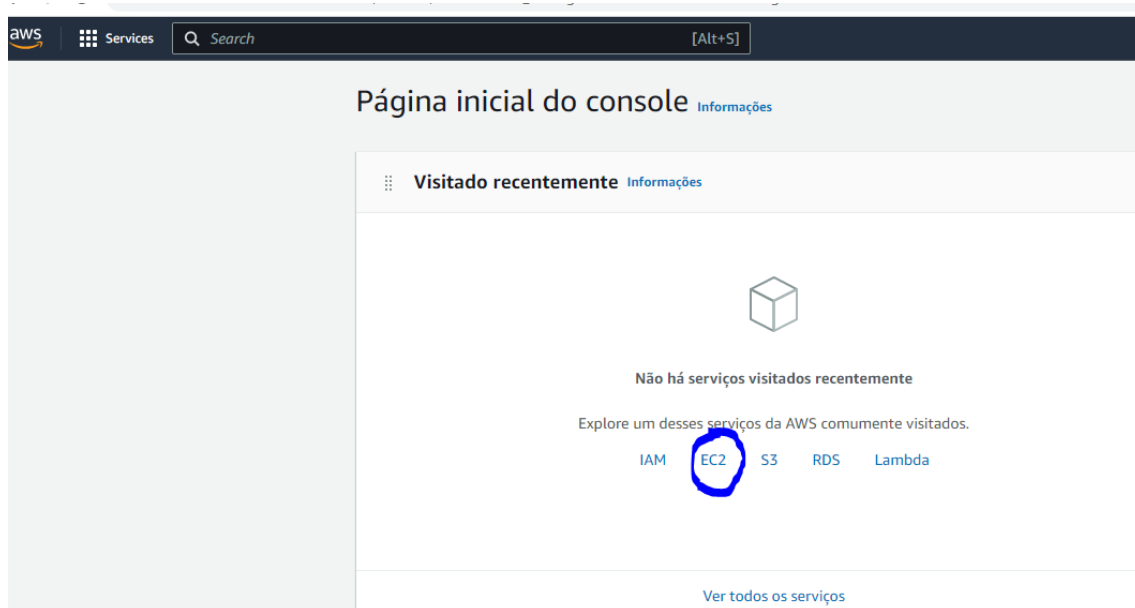 aws Services Search [Alt+S]
Página inicial do console Informações
Visitado recentemente Informações
Não há serviços visitados recentemente
Explore um desses serviços da AWS comumente visitados.
IAM EC2 S3 RDS Lambda
Ver todos os serviços